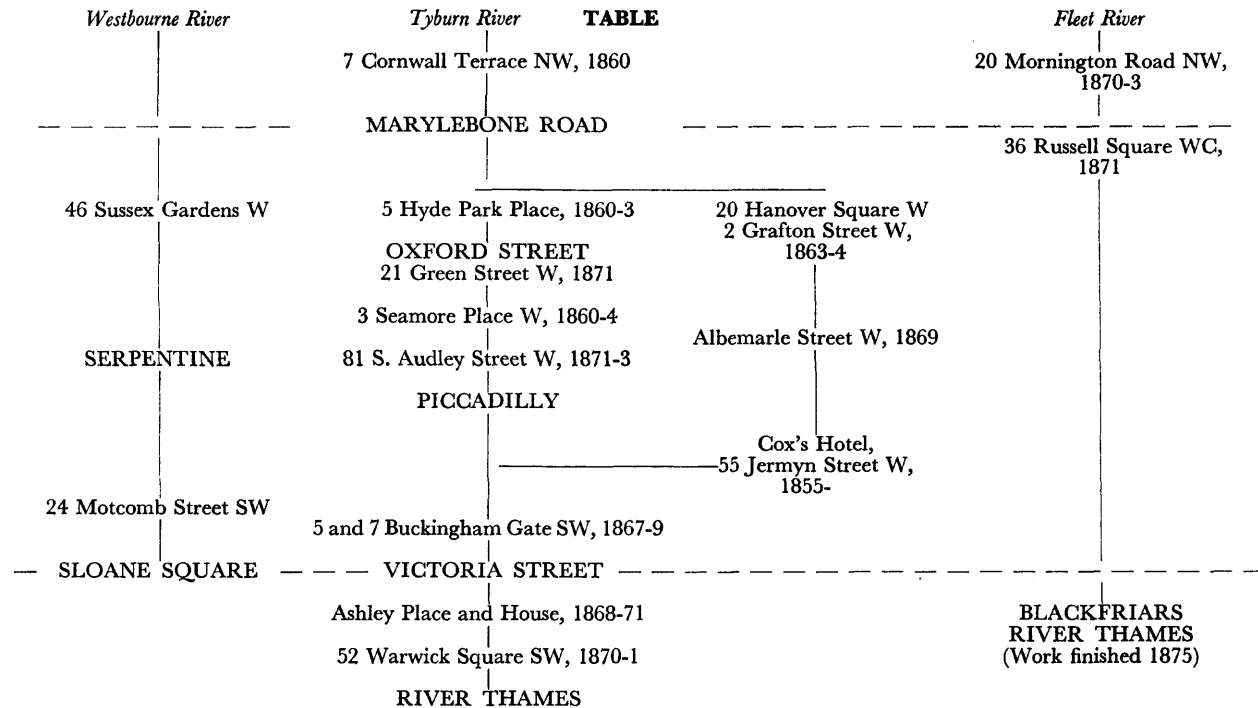 Westbourne River
Tyburn River
TABLE
Fleet River
7 Cornwall Terrace NW, 1860
20 Mornington Road NW,
1870-3
MARYLEBONE ROAD
36 Russell Square WC,
1871
46 Sussex Gardens W
5 Hyde Park Place, 1860-3
20 Hanover Square W
2 Grafton Street W,
1863-4
OXFORD STREET
21 Green Street W, 1871
3 Seamore Place W, 1860-4
Albemarle Street W, 1869
SERPENTINE
81 S. Audley Street W, 1871-3
PICCADILLY
Cox's Hotel,
55 Jermyn Street W,
1855-
24 Motcomb Street SW
5 and 7 Buckingham Gate SW, 1867-9
SLOANE SQUARE
VICTORIA STREET
Ashley Place and House, 1868-71
BLACKFRIARS
RIVER THAMES
(Work finished 1875)
52 Warwick Square SW, 1870-1
RIVER THAMES